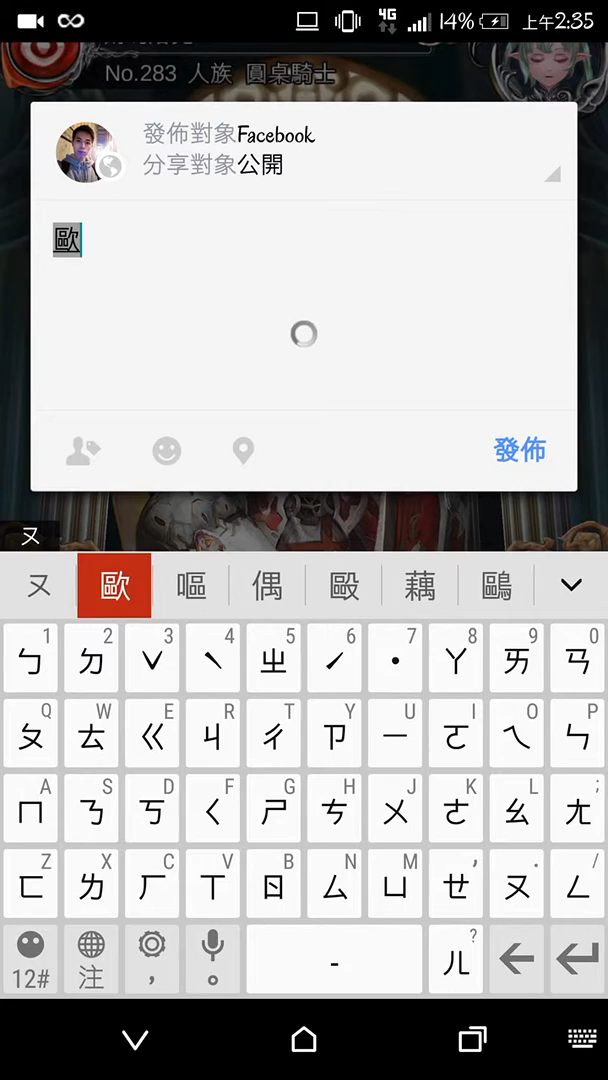 4G 14% 上午2:35
No.283 人族 圓桌騎士
發佈對象Facebook
分享對象公開
歐
發佈
ㄡ
ㄡ 歐 嘔 偶 毆 藕 鷗
1 2 3 4 5 6 7 8 9 0
ㄅ ㄉ ˇ ˋ ㄓ ˊ ˙ ㄚ ㄞ ㄢ
Q W E R T Y U I O P
ㄆ ㄊ ㄍ ㄐ ㄔ ㄗ ㄧ ㄛ ㄟ ㄣ
A S D F G H J K L ;
ㄇ ㄋ ㄎ ㄑ ㄕ ㄘ ㄨ ㄜ ㄠ ㄤ
Z X C V B N M , . /
ㄈ ㄌ ㄏ ㄒ ㄖ ㄙ ㄩ ㄝ ㄡ ㄥ
?
12# 注 , 。 - ㄦ